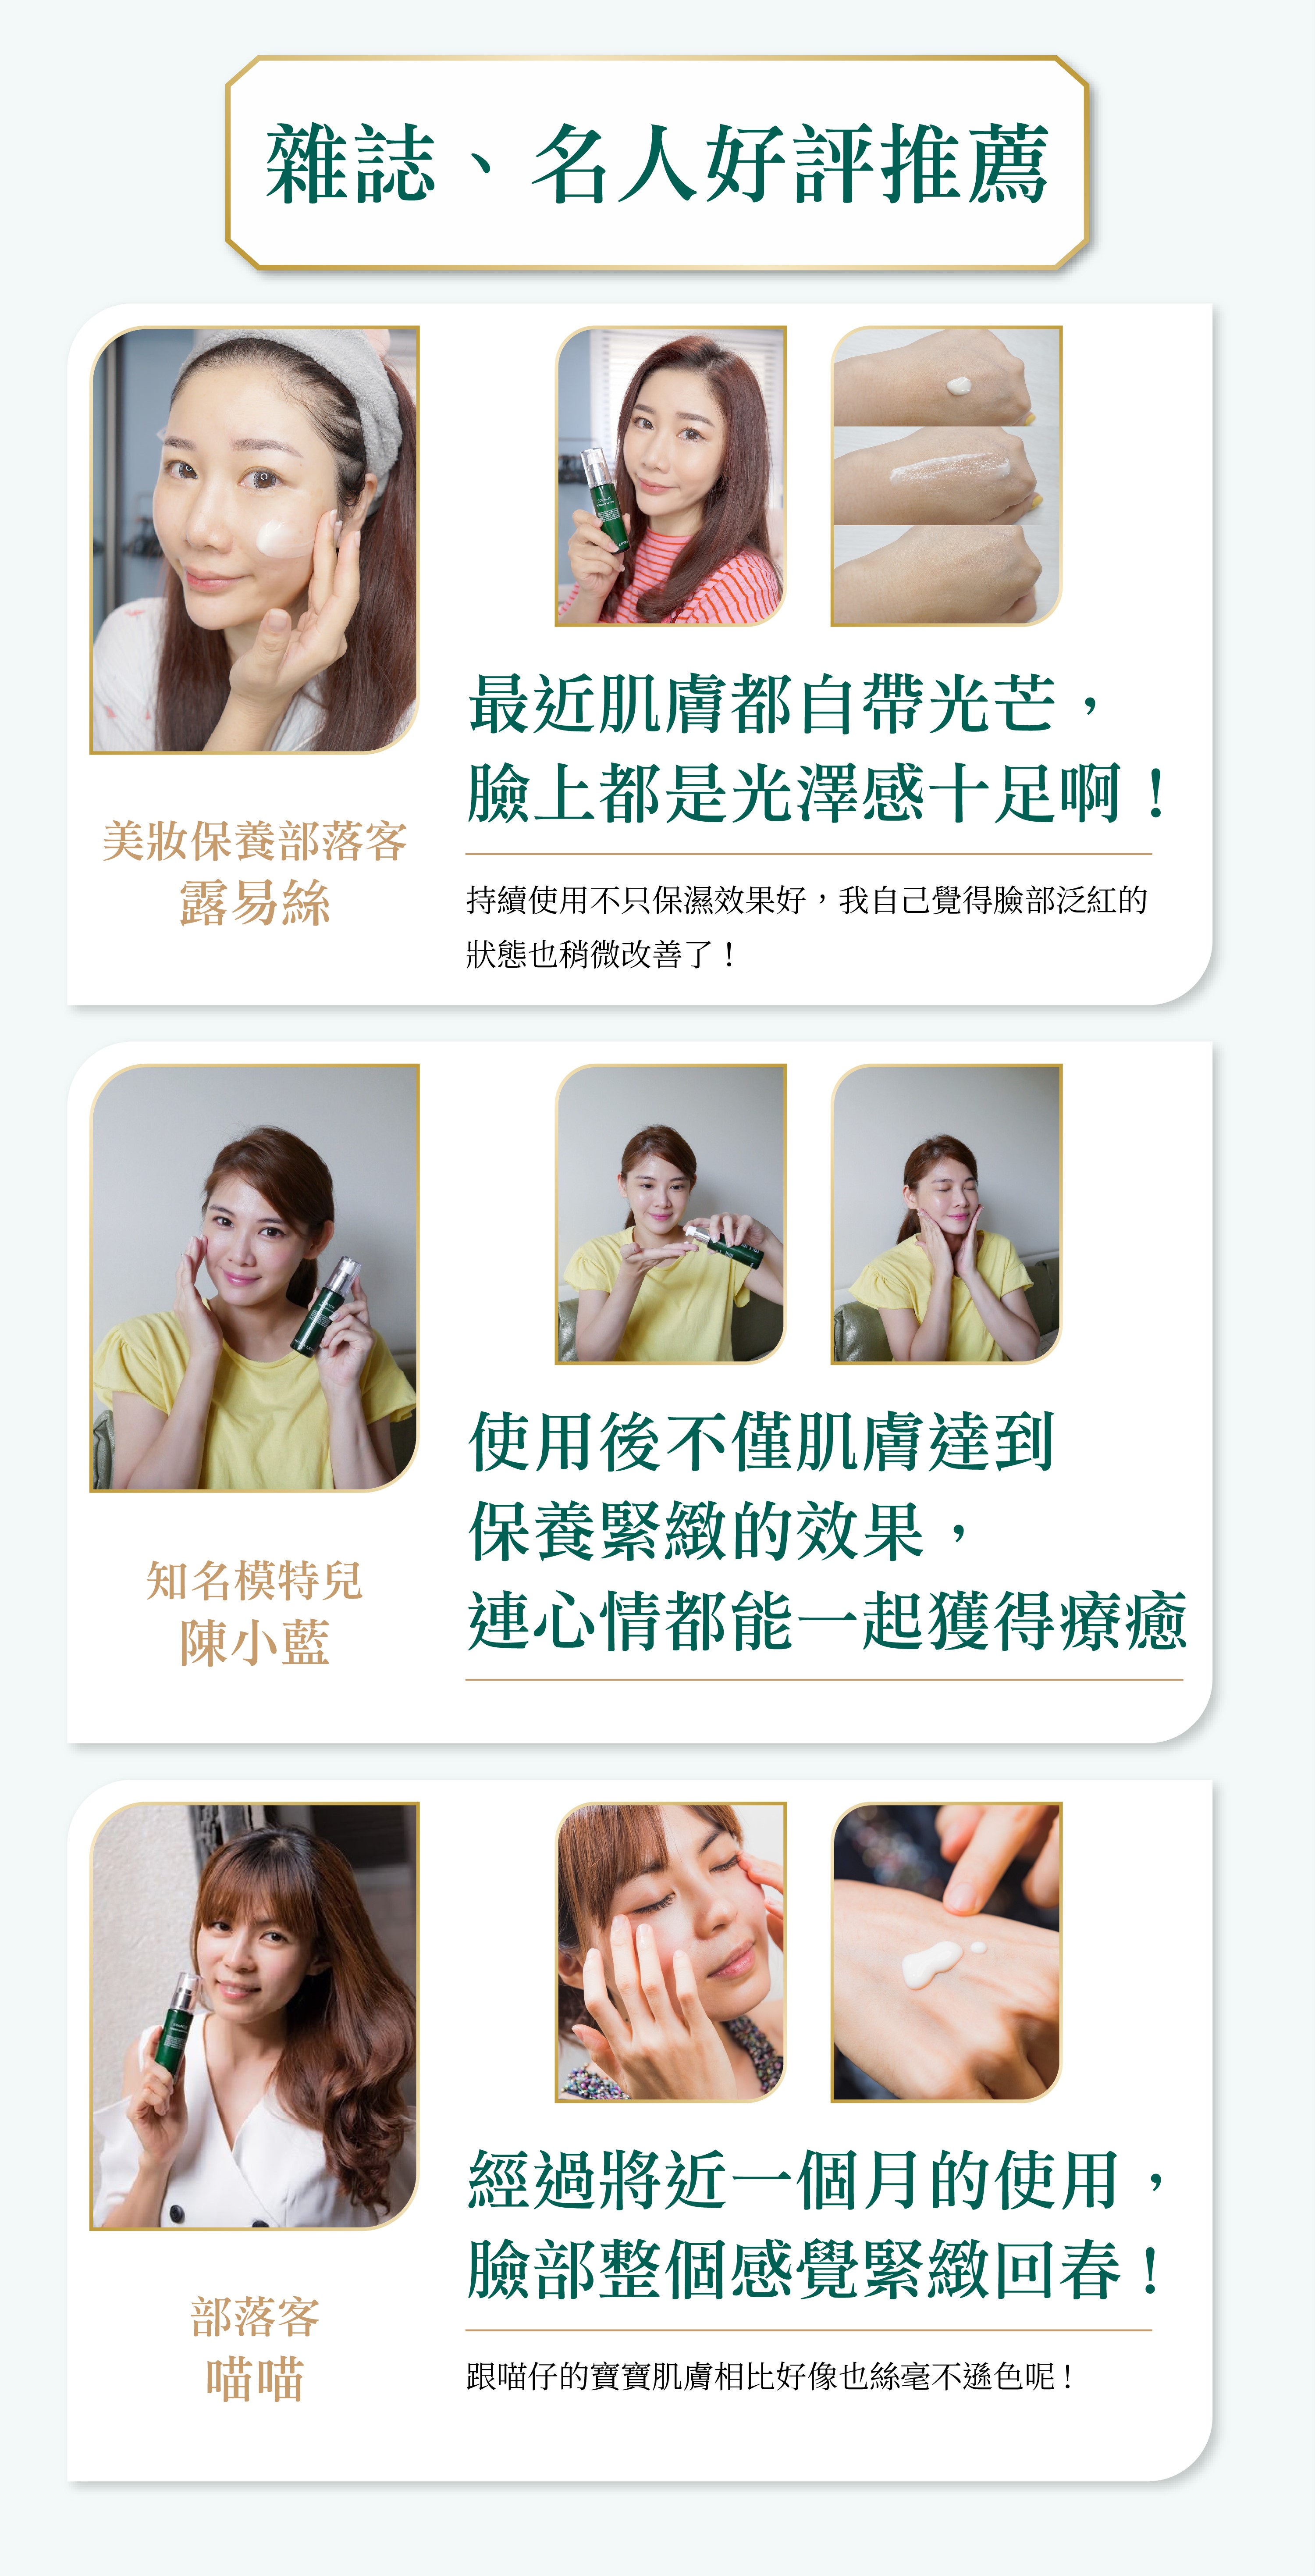 雜誌、名人好評推薦
最近肌膚都自帶光芒，
臉上都是光澤感十足啊！
美妝保養部落客
露易絲
持續使用不只保濕效果好，我自己覺得臉部泛紅的
狀態也稍微改善了！
使用後不僅肌膚達到
保養緊緻的效果，
連心情都能一起獲得療癒
知名模特兒
陳小藍
經過將近一個月的使用，
臉部整個感覺緊緻回春！
部落客
喵喵
跟喵仔的寶寶肌膚相比好像也絲毫不遜色呢！